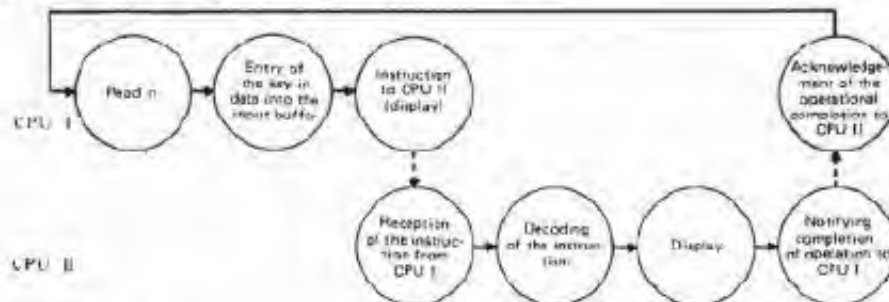 Read in
Entry of
the key in
data into the
input buffer
Instruction
to CPU II
(display)
Acknowledge-
ment of the
operational
completion to
CPU II
CPU I
Reception
of the instruc-
tion from
CPU I
Decoding
of the instruc-
tion
Display
Notifying
completion
of operation to
CPU I
CPU II